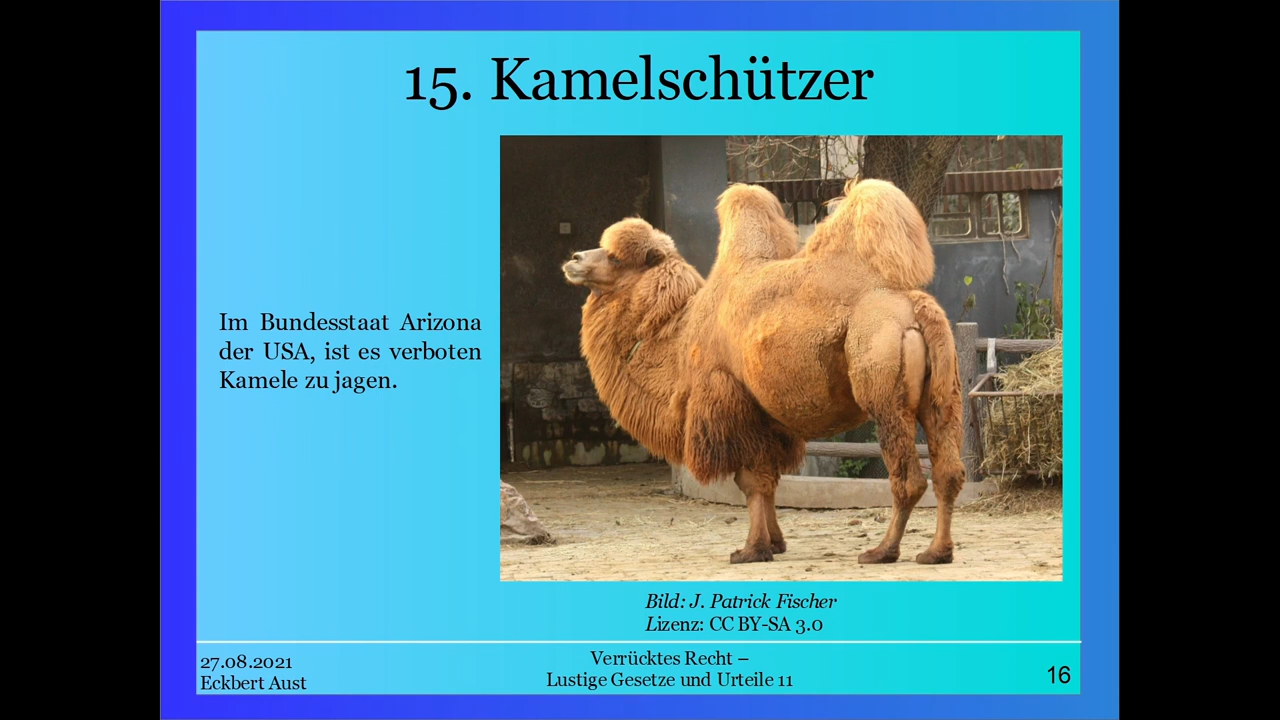 15. Kamelschützer
Im Bundesstaat Arizona
der USA, ist es verboten
Kamele zu jagen.
Bild: J. Patrick Fischer
Lizenz: CC BY-SA 3.0
27.08.2021
Eckbert Aust
Verrücktes Recht –
Lustige Gesetze und Urteile 11
16